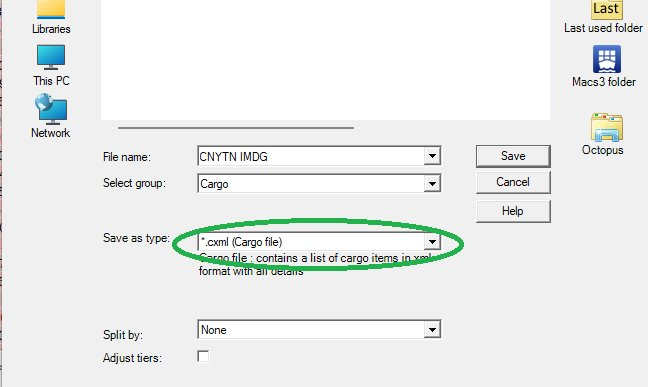 Last
Libraries
Last used folder
This PC
Macs3 folder
Network
Octopus
File name:
CNYTN IMDG
Save
Select group:
Cargo
Cancel
Help
Save as type:
*.cxml (Cargo file)
Cargo file : contains a list of cargo items in xml
format with all details
Split by:
None
Adjust tiers: